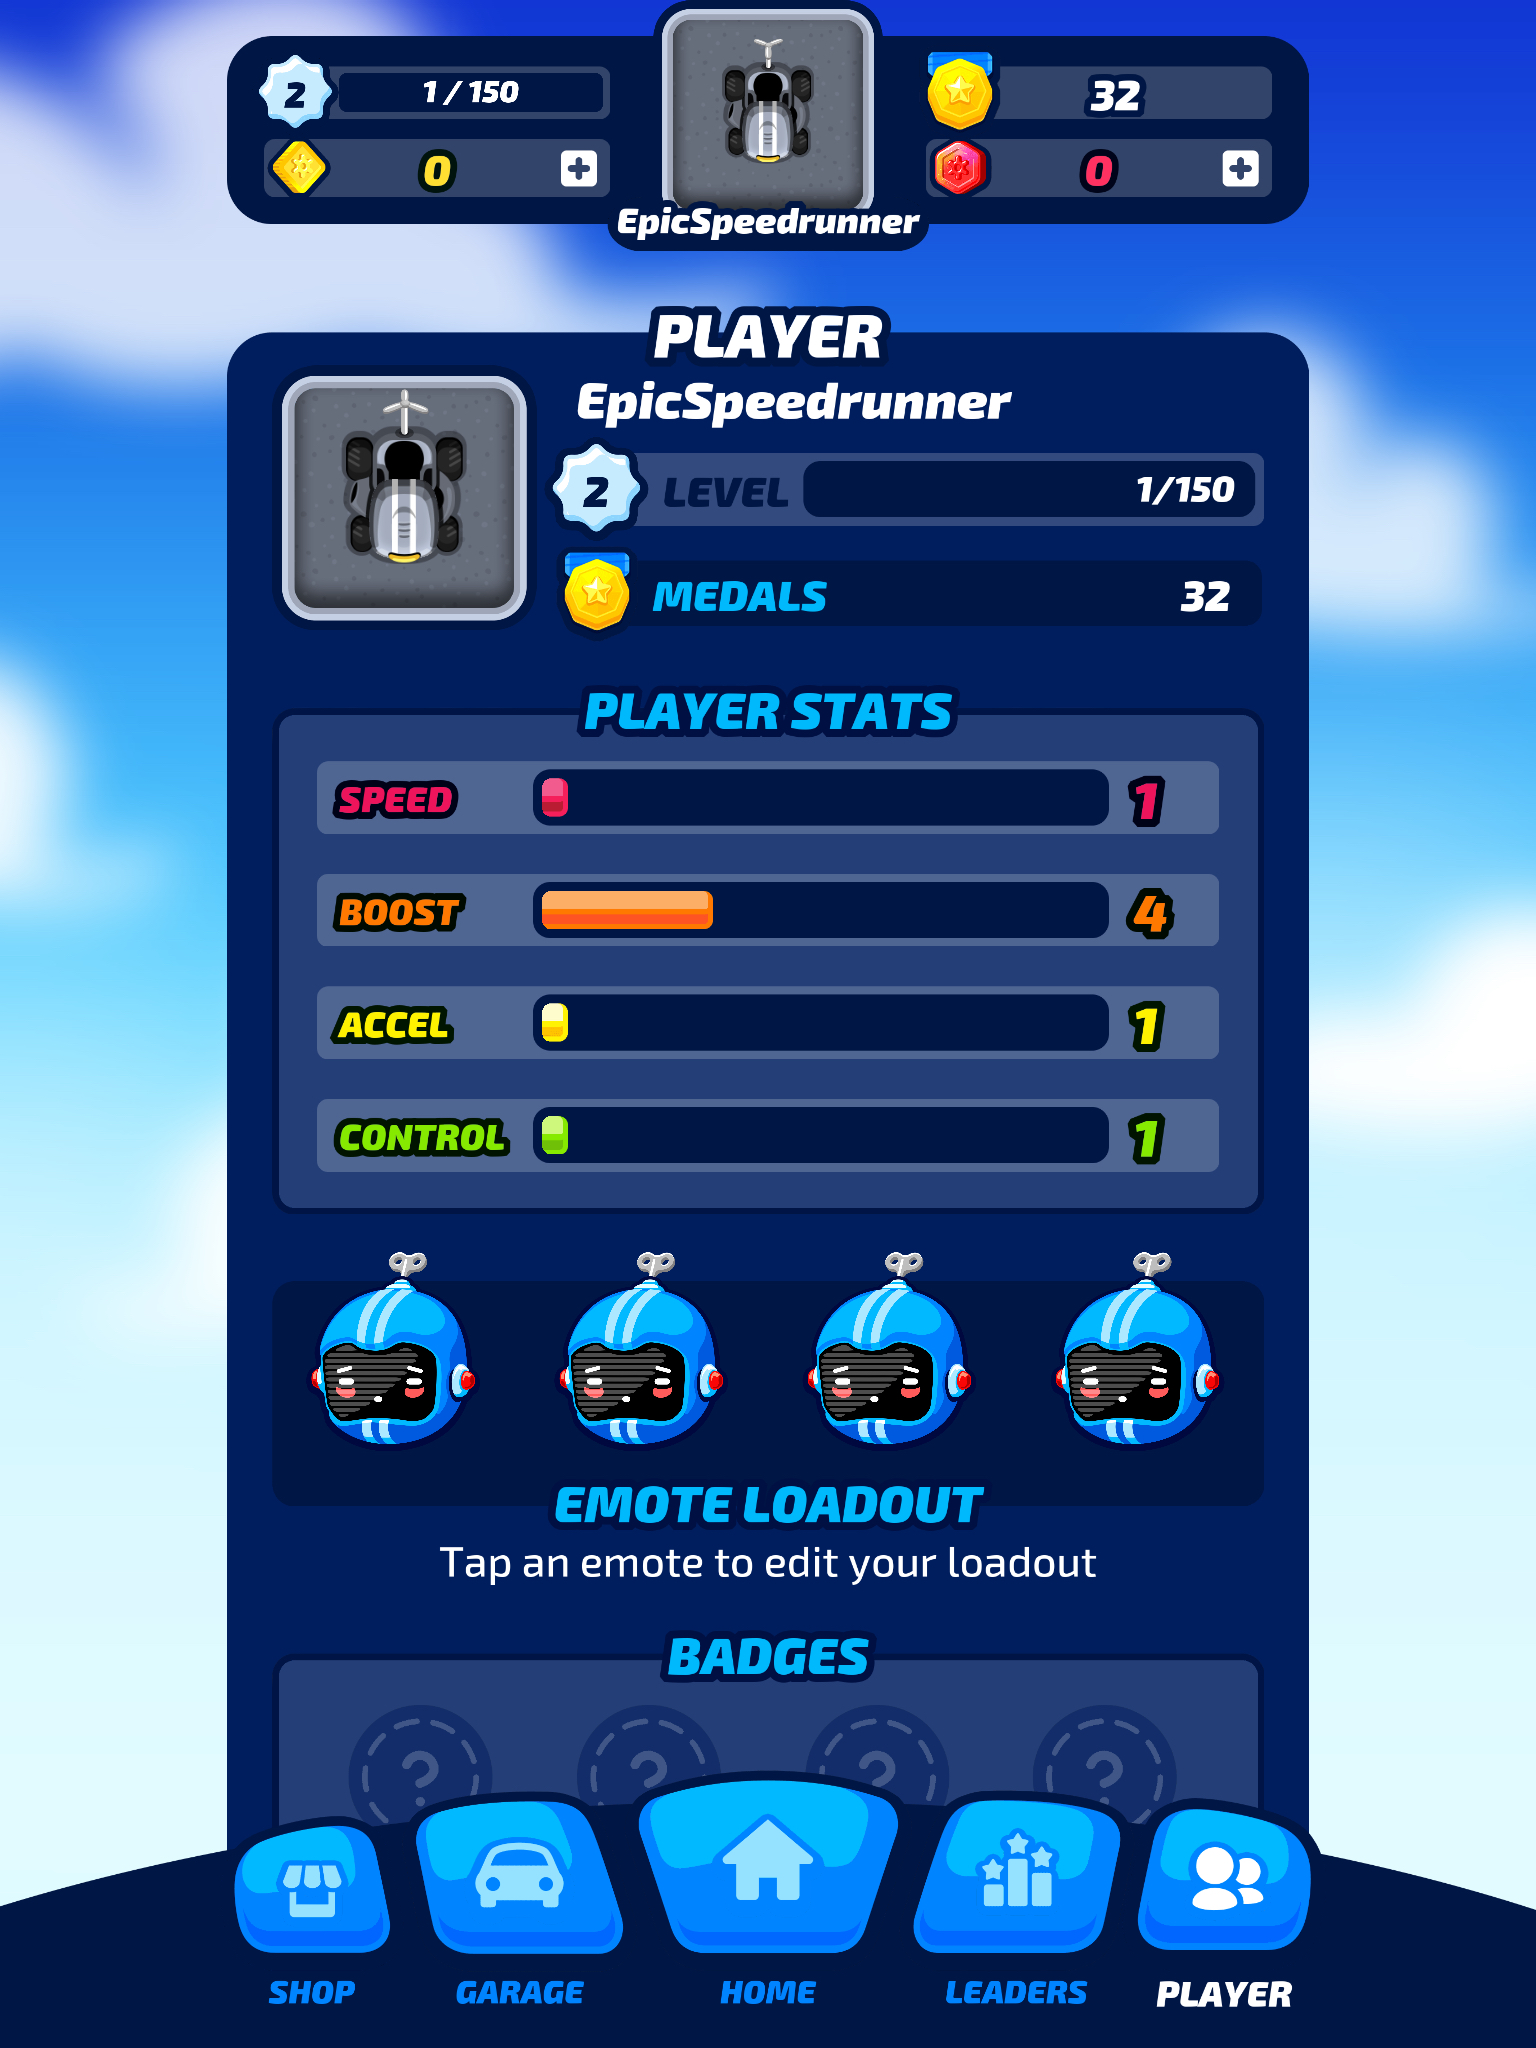 2
1 / 150
32
0
0
EpicSpeedrunner
PLAYER
EpicSpeedrunner
2
LEVEL
1/150
MEDALS
32
PLAYER STATS
SPEED
1
BOOST
4
ACCEL
1
CONTROL
1
EMOTE LOADOUT
Tap an emote to edit your loadout
BADGES
? ? ? ?
SHOP
GARAGE
HOME
LEADERS
PLAYER